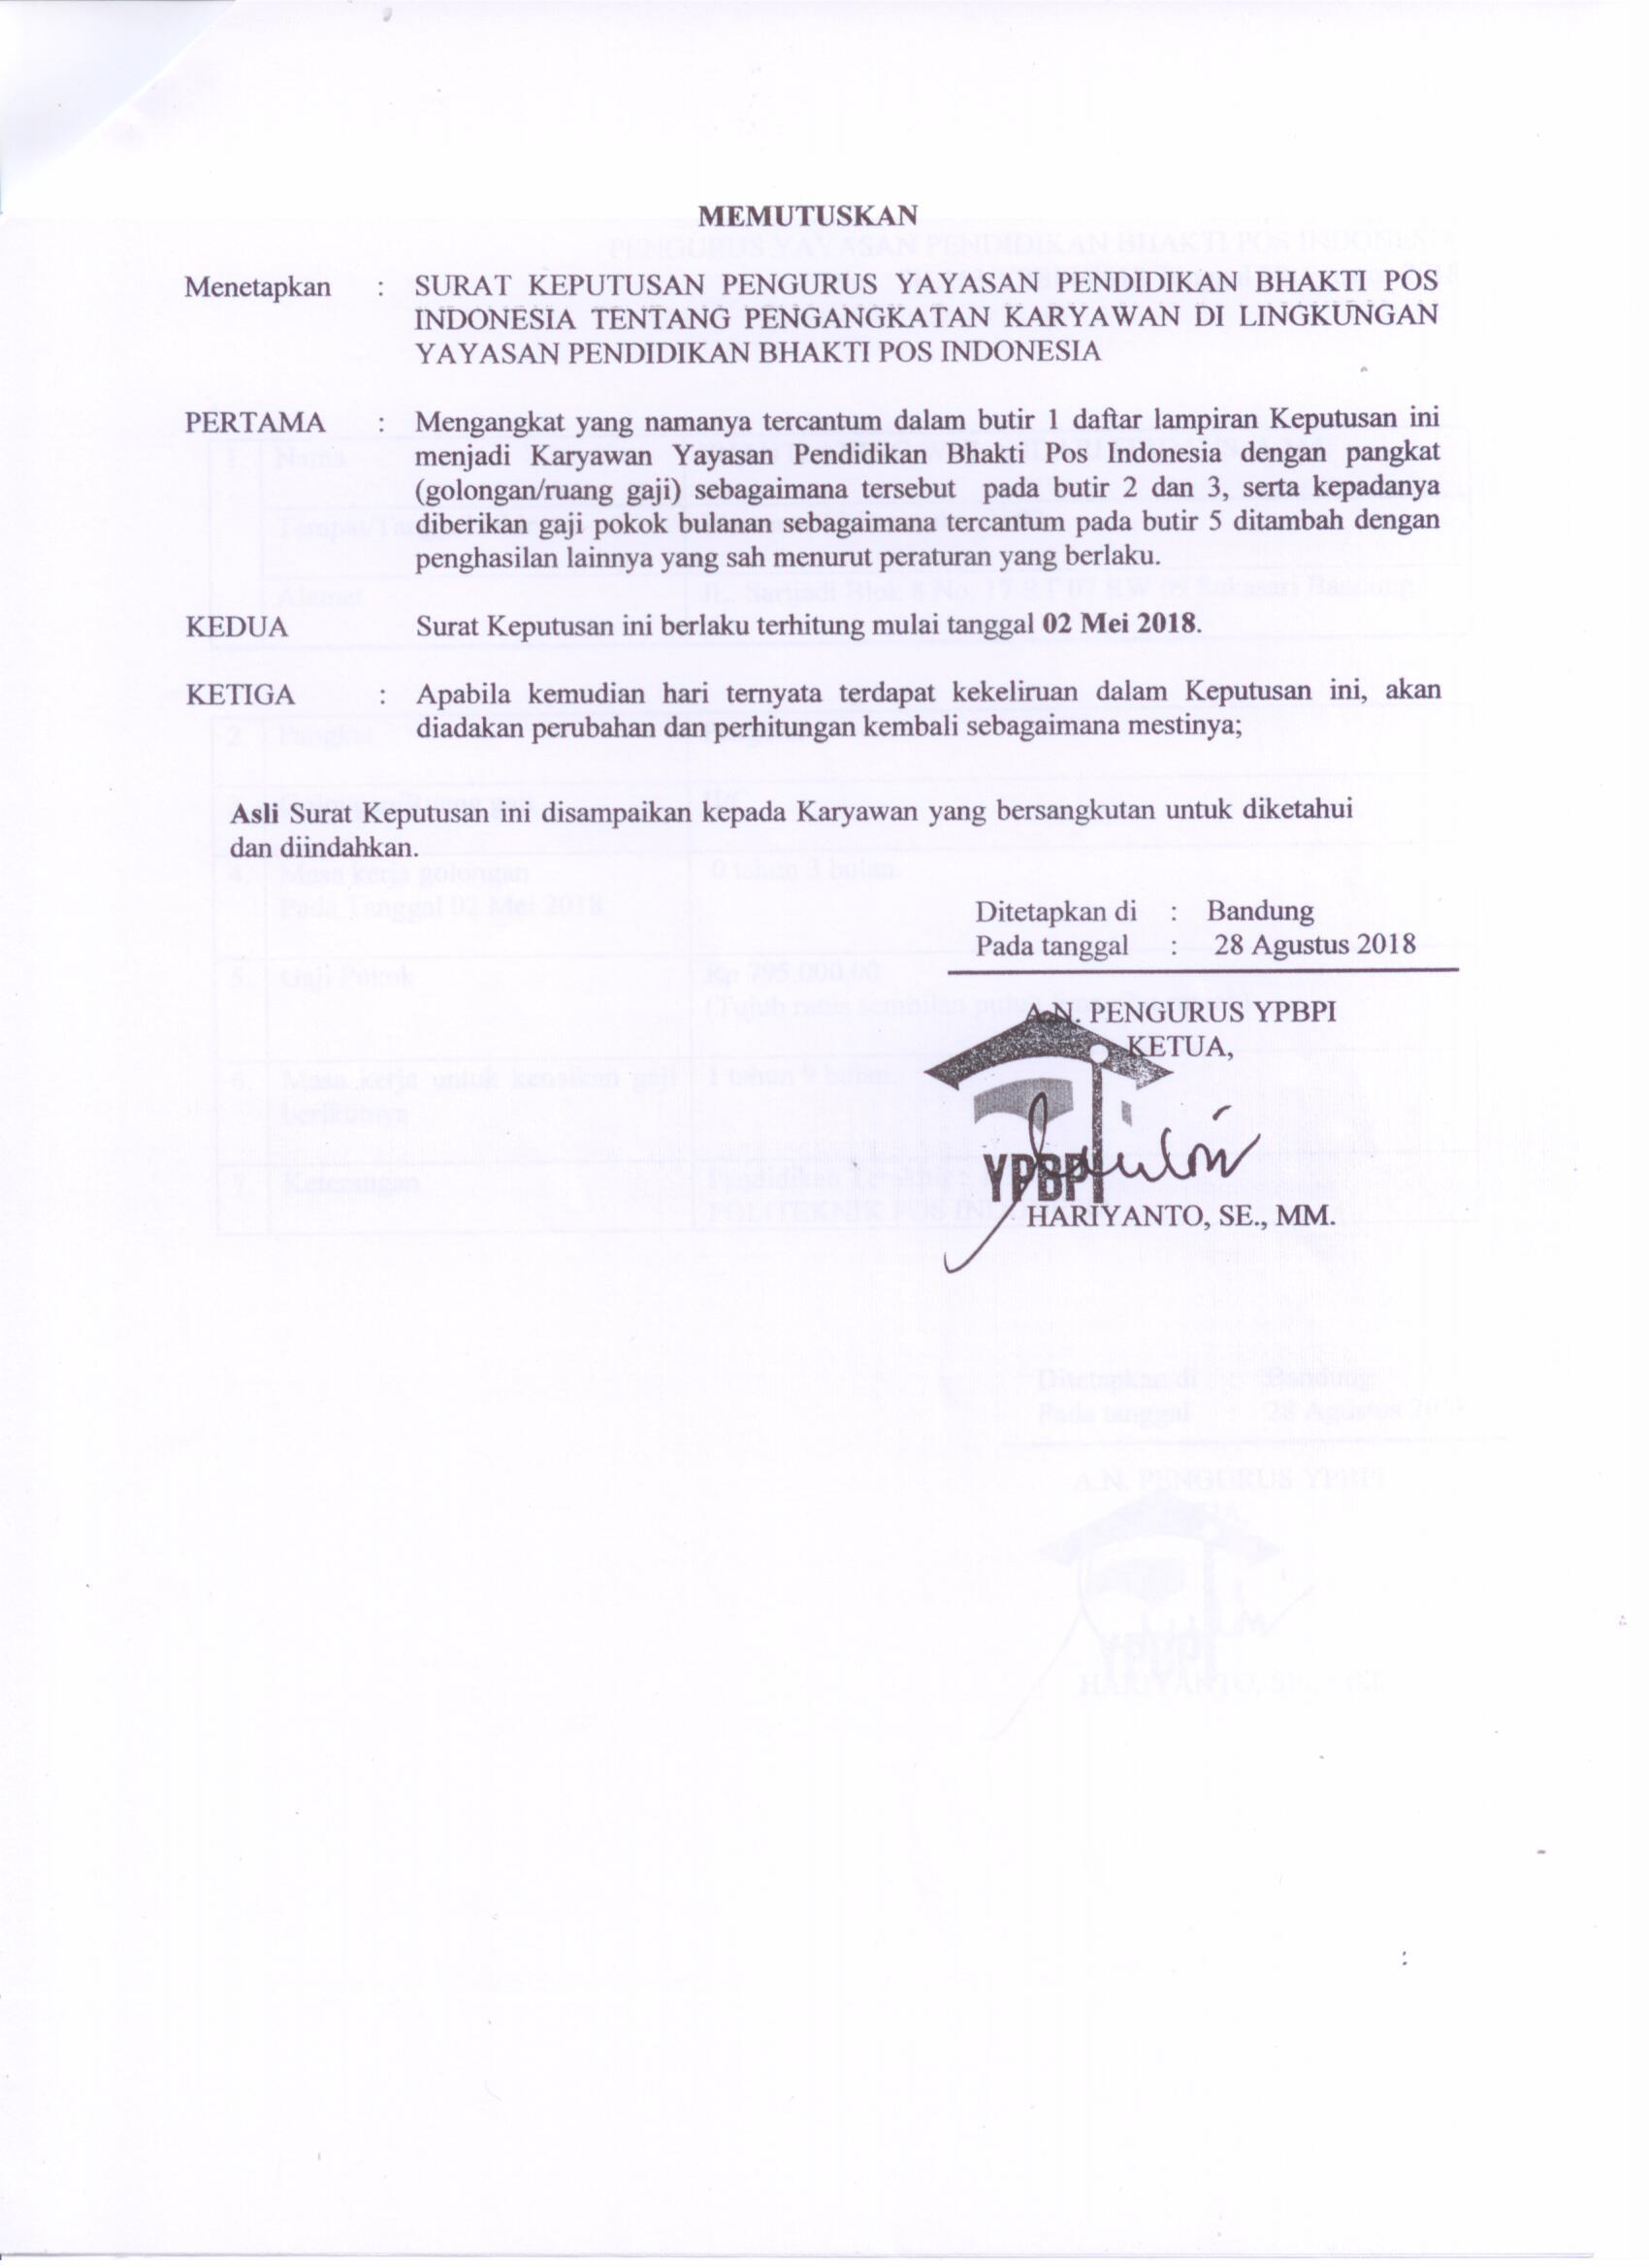 MEMUTUSKAN
Menetapkan : SURAT KEPUTUSAN PENGURUS YAYASAN PENDIDIKAN BHAKTI POS
INDONESIA TENTANG PENGANGKATAN KARYAWAN DI LINGKUNGAN
YAYASAN PENDIDIKAN BHAKTI POS INDONESIA
PERTAMA : Mengangkat yang namanya tercantum dalam butir 1 daftar lampiran Keputusan ini
menjadi Karyawan Yayasan Pendidikan Bhakti Pos Indonesia dengan pangkat
(golongan/ruang gaji) sebagaimana tersebut pada butir 2 dan 3, serta kepadanya
diberikan gaji pokok bulanan sebagaimana tercantum pada butir 5 ditambah dengan
penghasilan lainnya yang sah menurut peraturan yang berlaku.
KEDUA Surat Keputusan ini berlaku terhitung mulai tanggal 02 Mei 2018.
KETIGA : Apabila kemudian hari ternyata terdapat kekeliruan dalam Keputusan ini, akan
diadakan perubahan dan perhitungan kembali sebagaimana mestinya;
Asli Surat Keputusan ini disampaikan kepada Karyawan yang bersangkutan untuk diketahui
dan diindahkan.
Ditetapkan di : Bandung
Pada tanggal : 28 Agustus 2018
A.N. PENGURUS YPBPI
KETUA,
YPBPI
HARIYANTO, SE., MM.